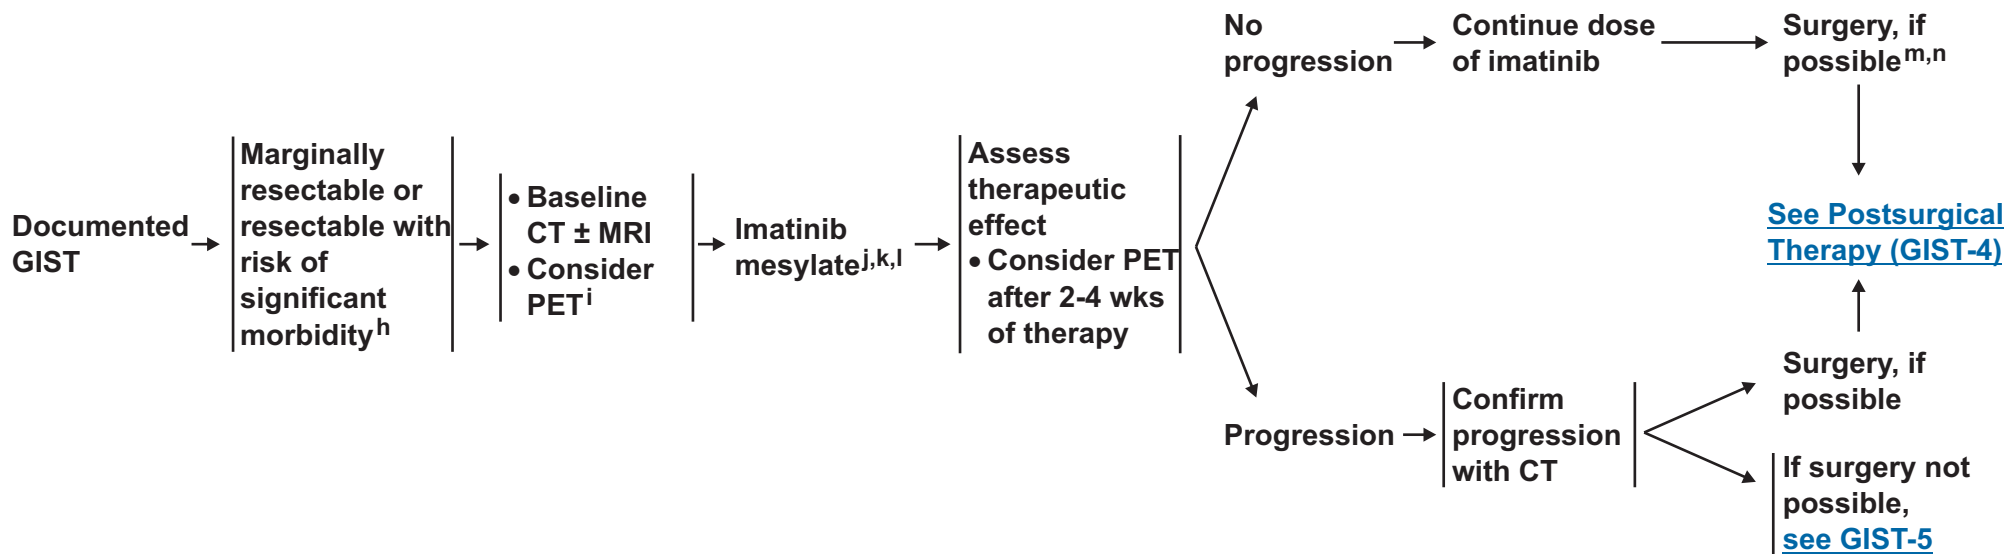 Documented
GIST
Marginally
resectable or
resectable with
risk of
significant
morbidity h
• Baseline
CT ± MRI
• Consider
PET i
Imatinib
mesylate j,k,l
Assess
therapeutic
effect
• Consider PET
after 2-4 wks
of therapy
No
progression
Continue dose
of imatinib
Surgery, if
possible m,n
See Postsurgical
Therapy (GIST-4)
Progression
Confirm
progression
with CT
Surgery, if
possible
If surgery not
possible,
see GIST-5